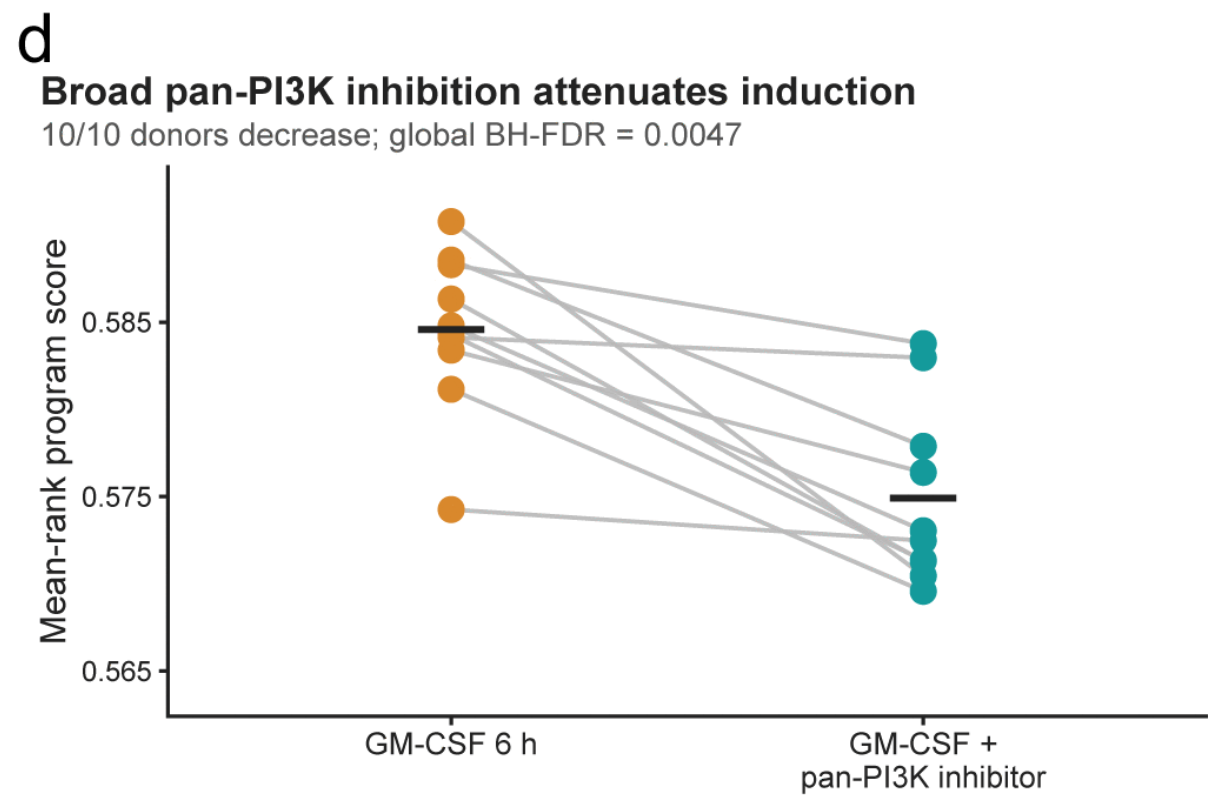 d
Broad pan-PI3K inhibition attenuates induction
10/10 donors decrease; global BH-FDR = 0.0047
Mean-rank program score
0.585
0.575
0.565
GM-CSF 6 h
GM-CSF +
pan-PI3K inhibitor